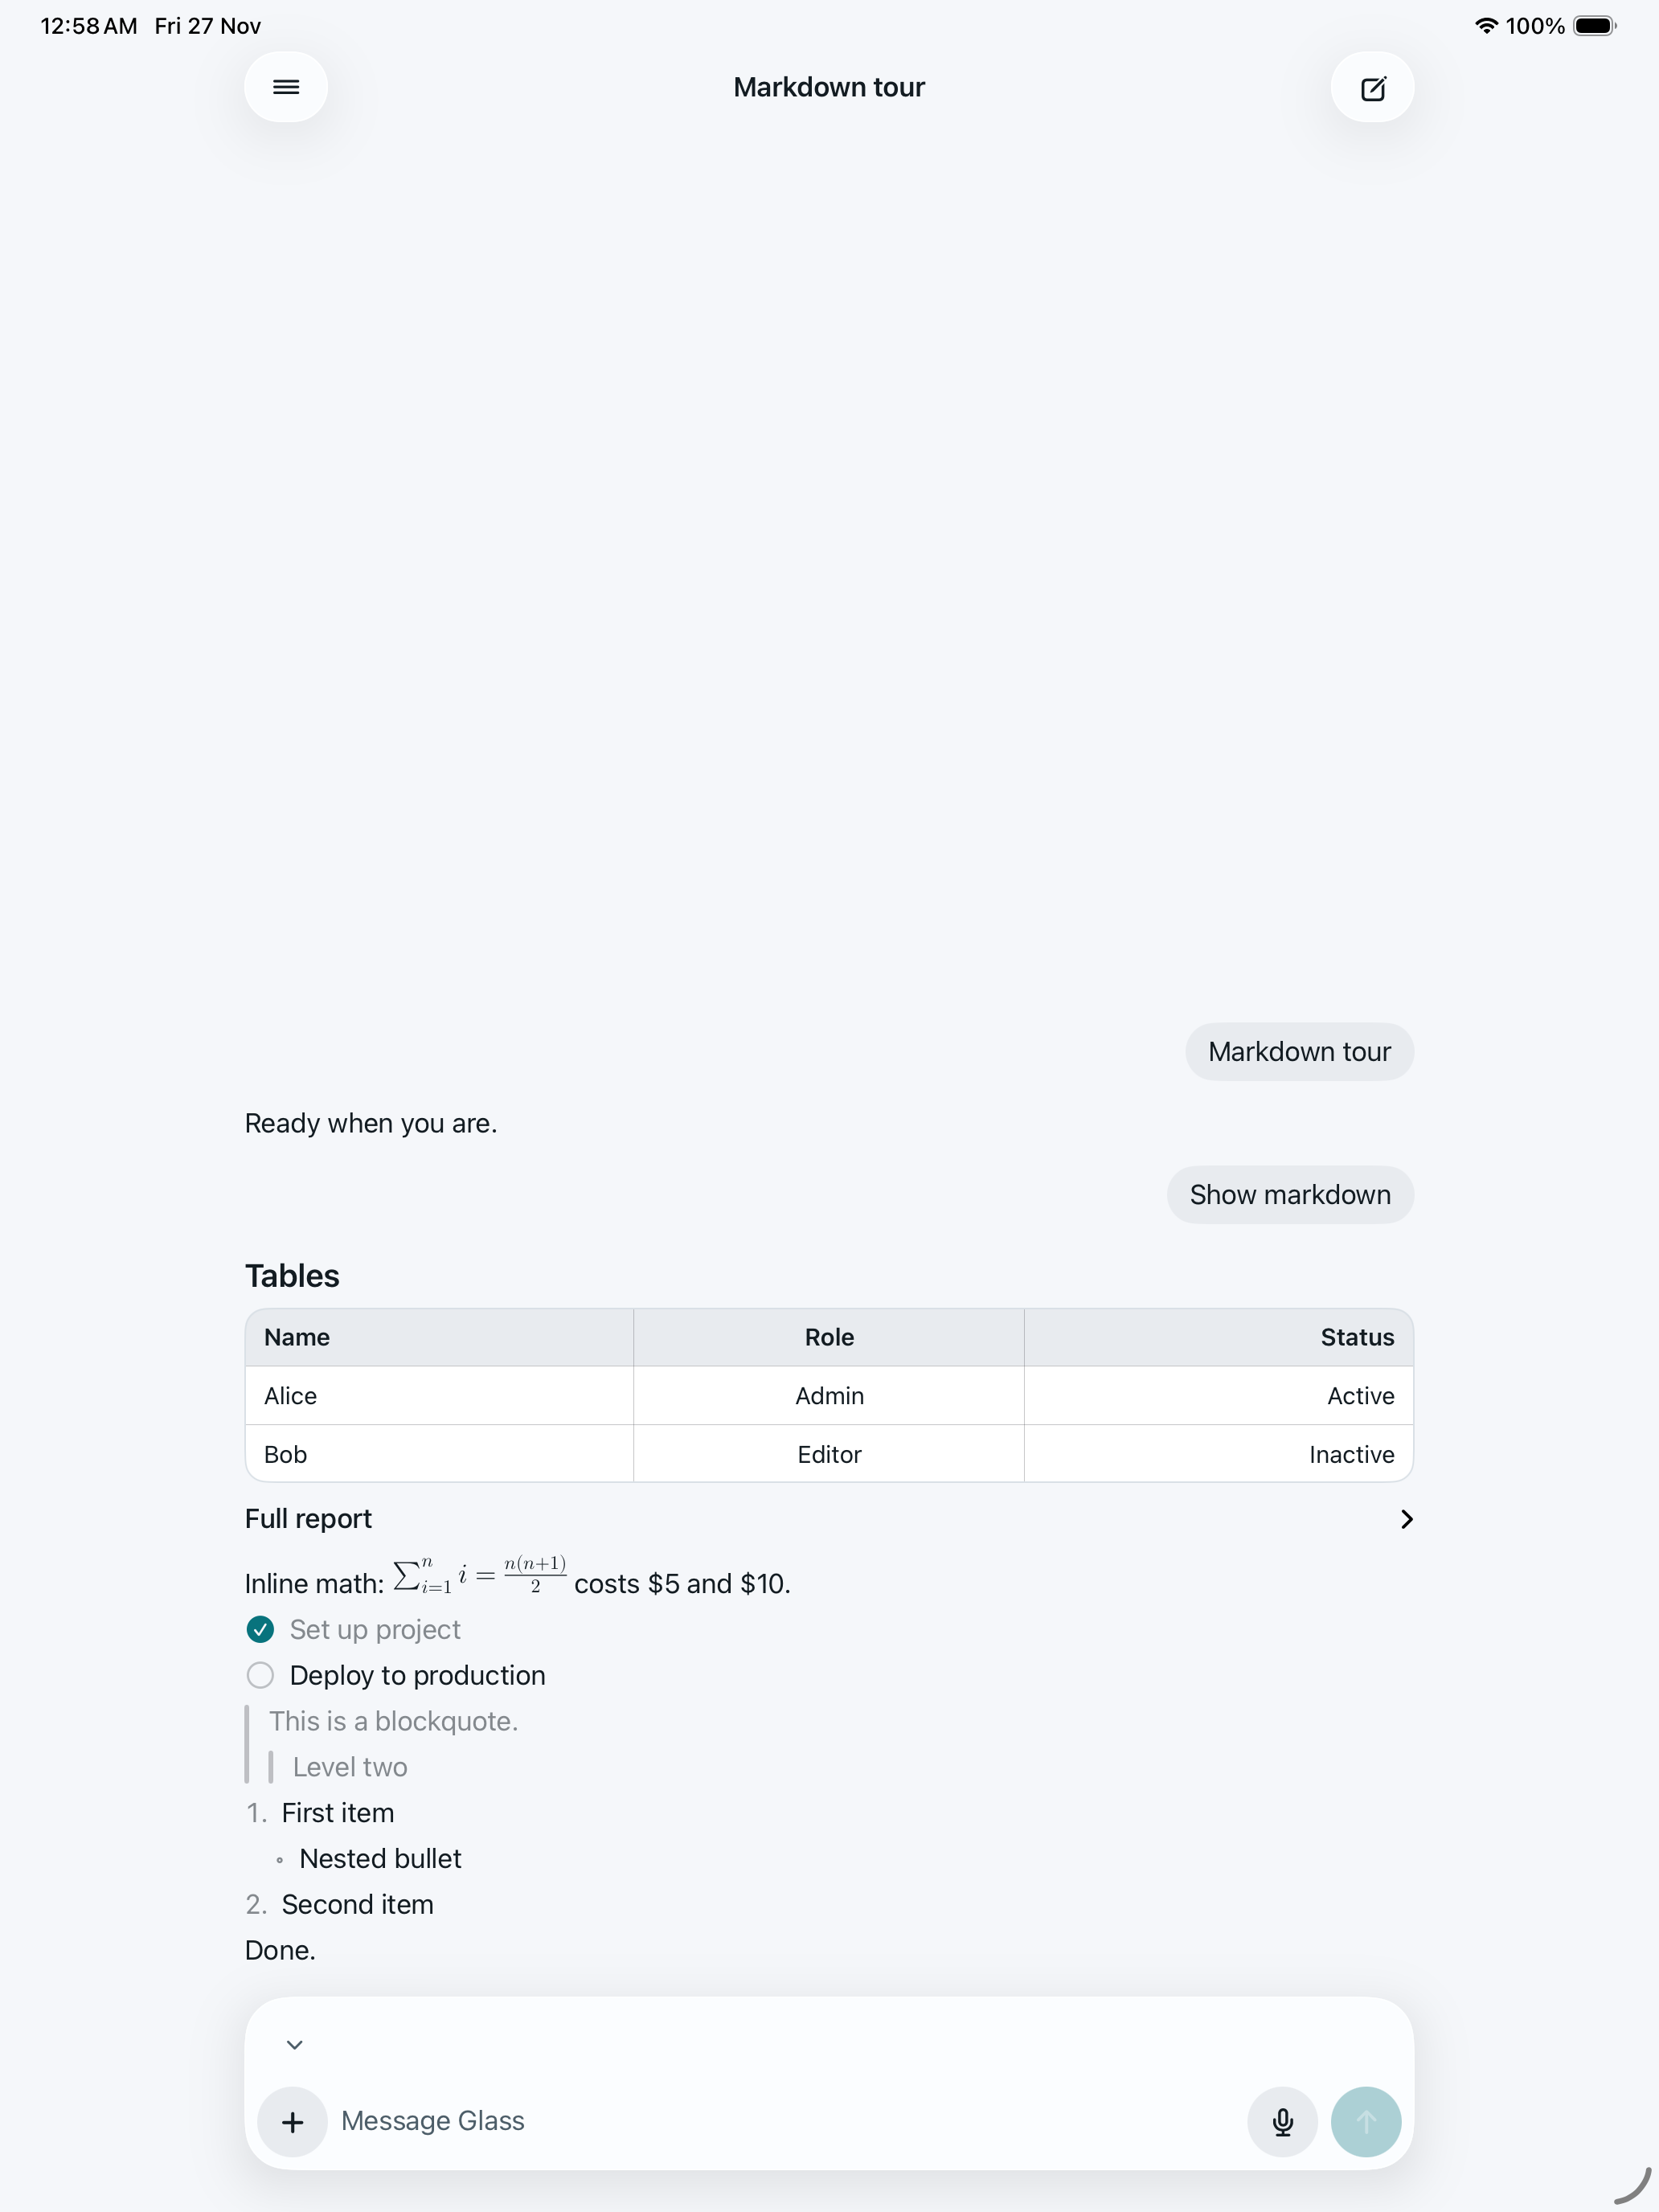 12:58 AM Fri 27 Nov 100%
Markdown tour
Markdown tour
Ready when you are.
Show markdown
Tables
Name Role Status
Alice Admin Active
Bob Editor Inactive
Full report
Inline math: ∑ⁿᵢ₌₁ i = n(n+1)/2 costs $5 and $10.
Set up project
Deploy to production
This is a blockquote.
Level two
1. First item
◦ Nested bullet
2. Second item
Done.
Message Glass